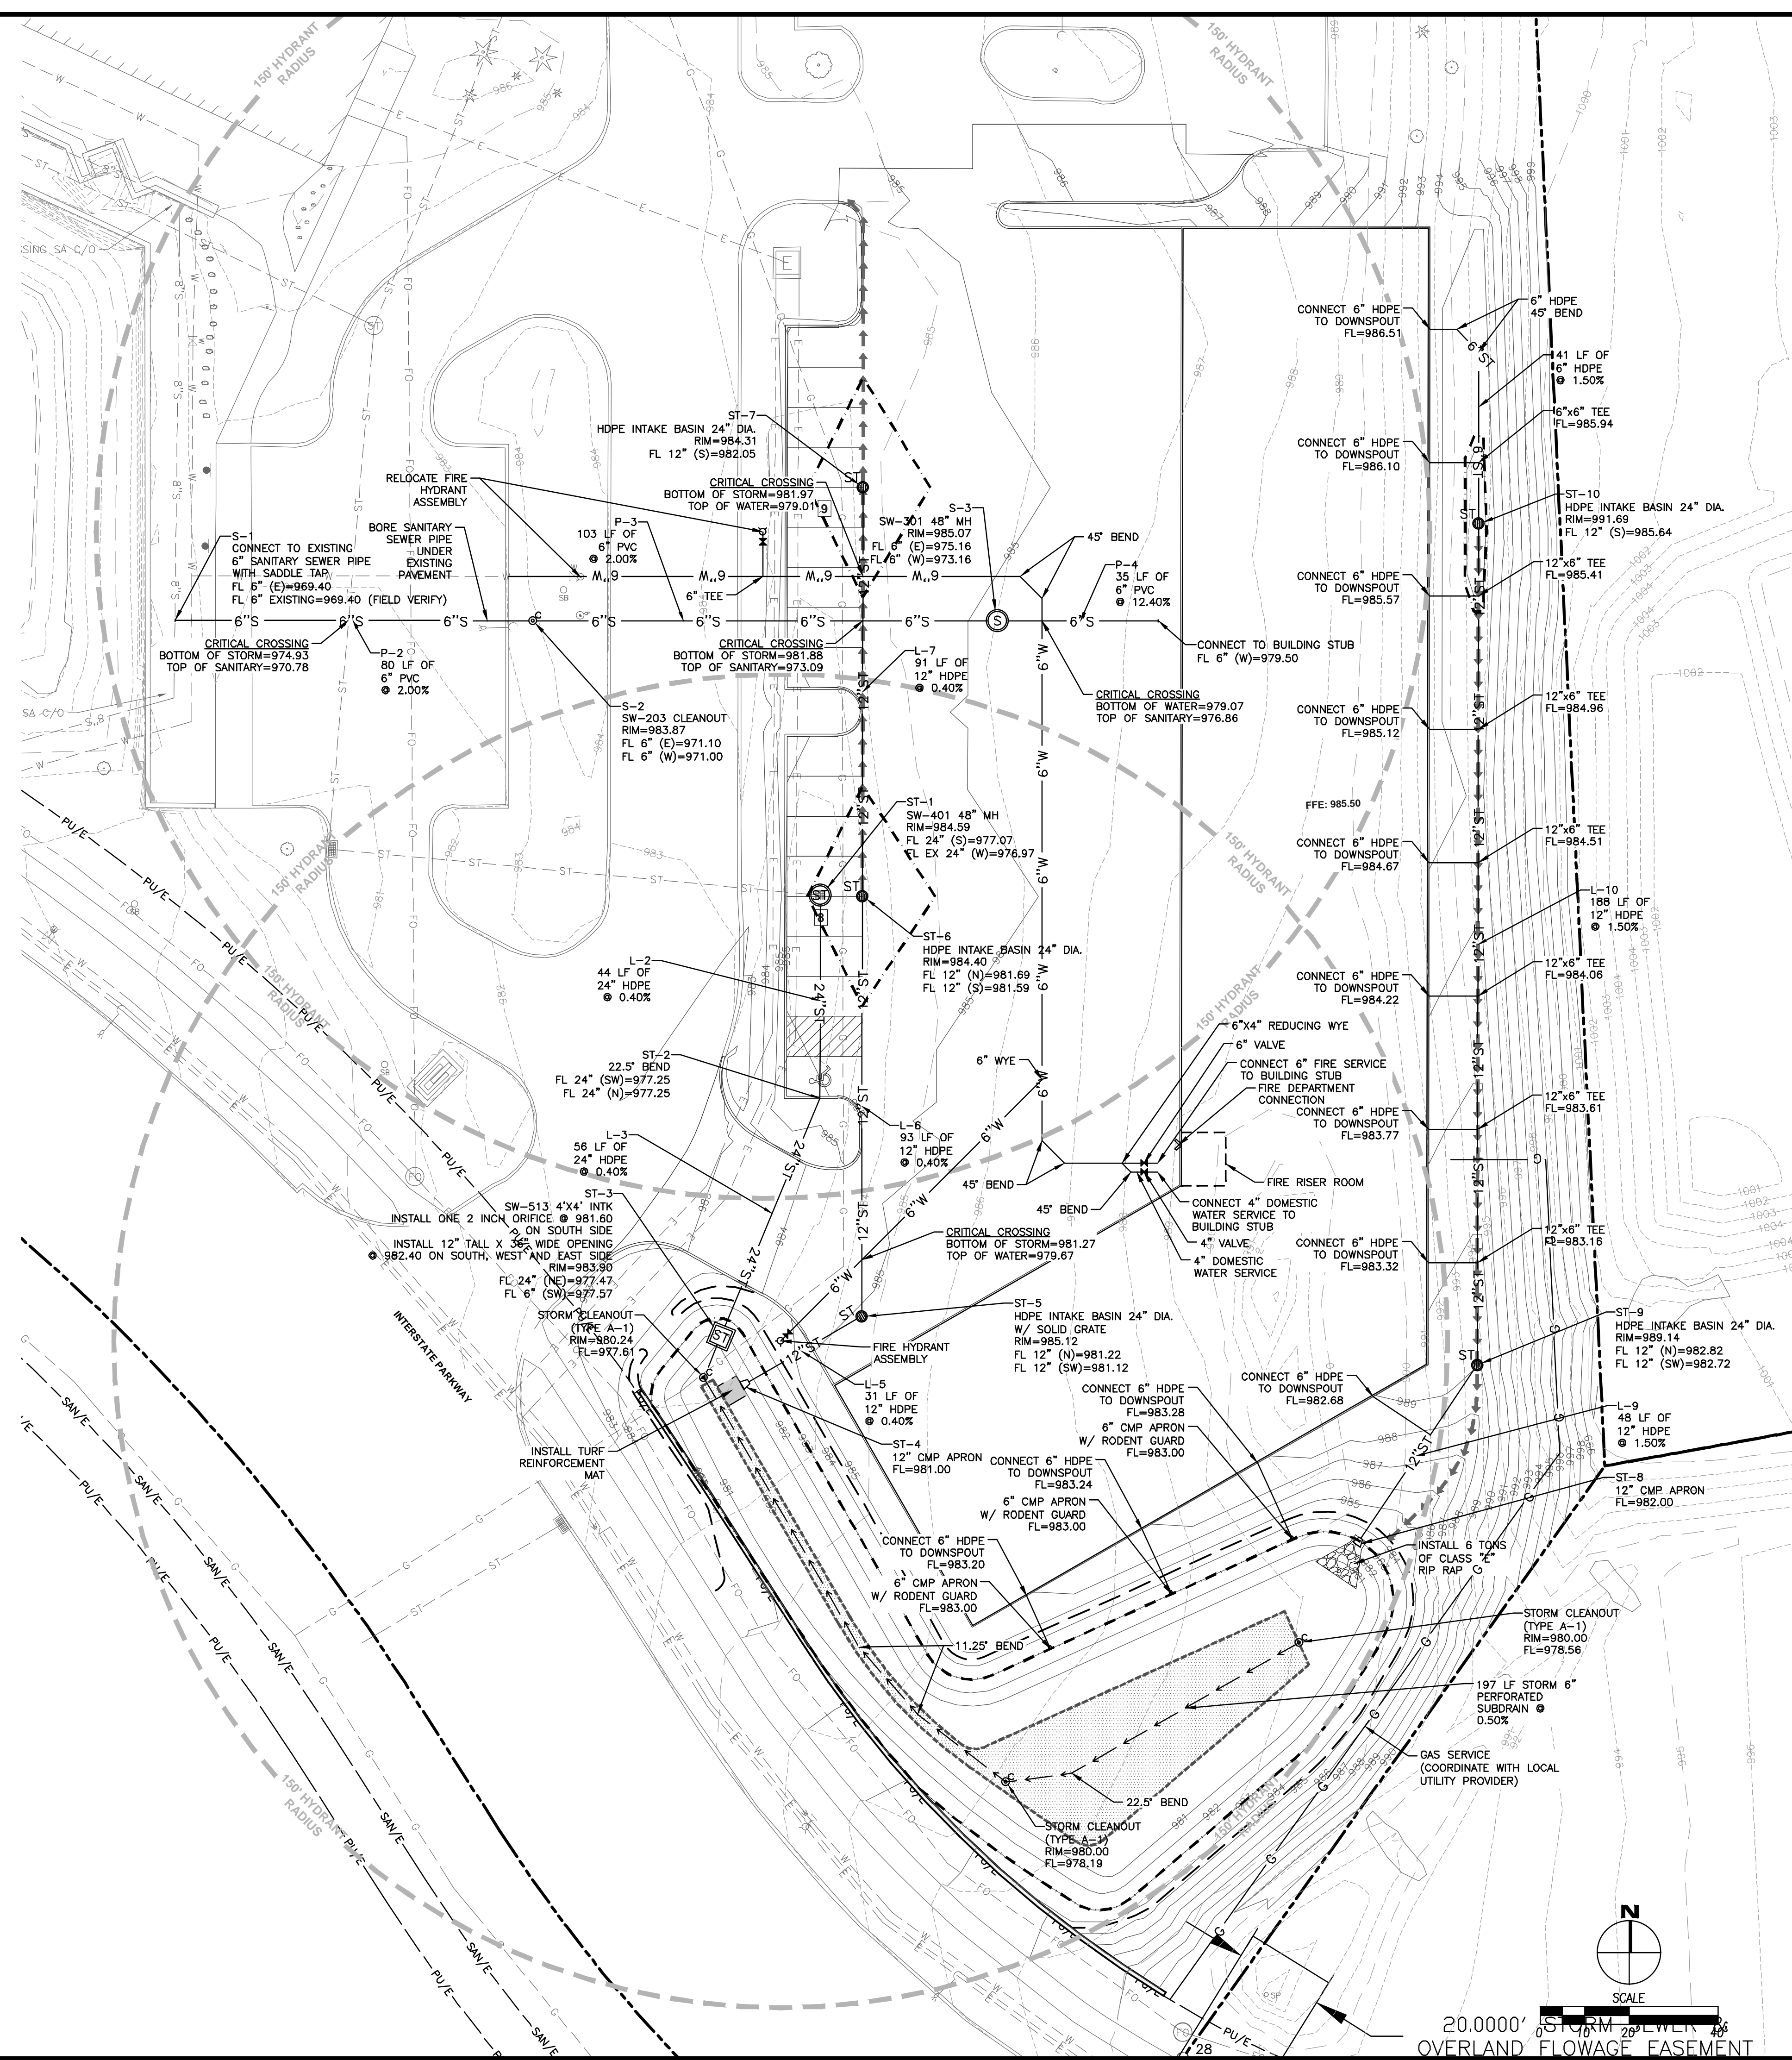 150' HYDRANT
RADIUS
150' HYDRANT
RADIUS
SING SA C/O
CONNECT 6" HDPE
TO DOWNSPOUT
FL=986.51
6" HDPE
45° BEND
41 LF OF
6" HDPE
@ 1.50%
6"x6" TEE
FL=985.94
CONNECT 6" HDPE
TO DOWNSPOUT
FL=986.10
ST-10
HDPE INTAKE BASIN 24" DIA.
RIM=991.69
FL 12" (S)=985.64
ST-7
HDPE INTAKE BASIN 24" DIA.
RIM=984.31
FL 12" (S)=982.05
CRITICAL CROSSING
BOTTOM OF STORM=981.97
TOP OF WATER=979.01
9
RELOCATE FIRE
HYDRANT
ASSEMBLY
BORE SANITARY
SEWER PIPE
UNDER
EXISTING
PAVEMENT
P-3
103 LF OF
6" PVC
@ 2.00%
S-3
SW-301 48" MH
RIM=985.07
FL 6" (E)=975.16
FL 6" (W)=973.16
45° BEND
P-4
35 LF OF
6" PVC
@ 12.40%
S-1
CONNECT TO EXISTING
6" SANITARY SEWER PIPE
WITH SADDLE TAP
FL 6" (E)=969.40
FL 6" EXISTING=969.40 (FIELD VERIFY)
6" TEE
CONNECT 6" HDPE
TO DOWNSPOUT
FL=985.57
12"x6" TEE
FL=985.41
CRITICAL CROSSING
BOTTOM OF STORM=974.93
TOP OF SANITARY=970.78
P-2
80 LF OF
6" PVC
@ 2.00%
CRITICAL CROSSING
BOTTOM OF STORM=981.88
TOP OF SANITARY=973.09
L-7
91 LF OF
12" HDPE
@ 0.40%
CONNECT TO BUILDING STUB
FL 6" (W)=979.50
CRITICAL CROSSING
BOTTOM OF WATER=979.07
TOP OF SANITARY=976.86
S-2
SW-203 CLEANOUT
RIM=983.87
FL 6" (E)=971.10
FL 6" (W)=971.00
SA C/O
CONNECT 6" HDPE
TO DOWNSPOUT
FL=985.12
12"x6" TEE
FL=984.96
ST-1
SW-401 48" MH
RIM=984.59
FL 24" (S)=977.07
FL EX 24" (W)=976.97
8
FFE: 985.50
CONNECT 6" HDPE
TO DOWNSPOUT
FL=984.67
12"x6" TEE
FL=984.51
150' HYDRANT
RADIUS
150' HYDRANT
RADIUS
L-10
188 LF OF
12" HDPE
@ 1.50%
ST-6
HDPE INTAKE BASIN 24" DIA.
RIM=984.40
FL 12" (N)=981.69
FL 12" (S)=981.59
L-2
44 LF OF
24" HDPE
@ 0.40%
CONNECT 6" HDPE
TO DOWNSPOUT
FL=984.22
12"x6" TEE
FL=984.06
150' HYDRANT
RADIUS
150' HYDRANT
RADIUS
ST-2
22.5° BEND
FL 24" (SW)=977.25
FL 24" (N)=977.25
6" WYE
6"X4" REDUCING WYE
6" VALVE
CONNECT 6" FIRE SERVICE
TO BUILDING STUB
FIRE DEPARTMENT
CONNECTION
CONNECT 6" HDPE
TO DOWNSPOUT
FL=983.77
12"x6" TEE
FL=983.61
L-3
56 LF OF
24" HDPE
@ 0.40%
L-6
93 LF OF
12" HDPE
@ 0.40%
45° BEND
45° BEND
FIRE RISER ROOM
CONNECT 4" DOMESTIC
WATER SERVICE TO
BUILDING STUB
4" VALVE
4" DOMESTIC
WATER SERVICE
ST-3
SW-513 4'X4' INTK
INSTALL ONE 2 INCH ORIFICE @ 981.60
ON SOUTH SIDE
INSTALL 12" TALL X 36" WIDE OPENING
@ 982.40 ON SOUTH, WEST AND EAST SIDE
RIM=983.90
FL 24" (NE)=977.47
FL 6" (SW)=977.57
CRITICAL CROSSING
BOTTOM OF STORM=981.27
TOP OF WATER=979.67
CONNECT 6" HDPE
TO DOWNSPOUT
FL=983.32
12"x6" TEE
FL=983.16
STORM CLEANOUT
(TYPE A-1)
RIM=980.24
FL=977.61
INTERSTATE PARKWAY
FIRE HYDRANT
ASSEMBLY
ST-5
HDPE INTAKE BASIN 24" DIA.
W/ SOLID GRATE
RIM=985.12
FL 12" (N)=981.22
FL 12" (SW)=981.12
ST-9
HDPE INTAKE BASIN 24" DIA.
RIM=989.14
FL 12" (N)=982.82
FL 12" (SW)=982.72
L-5
31 LF OF
12" HDPE
@ 0.40%
CONNECT 6" HDPE
TO DOWNSPOUT
FL=982.68
CONNECT 6" HDPE
TO DOWNSPOUT
FL=983.28
6" CMP APRON
W/ RODENT GUARD
FL=983.00
L-9
48 LF OF
12" HDPE
@ 1.50%
INSTALL TURF
REINFORCEMENT
MAT
ST-4
12" CMP APRON
FL=981.00
CONNECT 6" HDPE
TO DOWNSPOUT
FL=983.24
6" CMP APRON
W/ RODENT GUARD
FL=983.00
ST-8
12" CMP APRON
FL=982.00
CONNECT 6" HDPE
TO DOWNSPOUT
FL=983.20
6" CMP APRON
W/ RODENT GUARD
FL=983.00
INSTALL 6 TONS
OF CLASS "E"
RIP RAP
11.25° BEND
STORM CLEANOUT
(TYPE A-1)
RIM=980.00
FL=978.56
197 LF STORM 6"
PERFORATED
SUBDRAIN @
0.50%
GAS SERVICE
(COORDINATE WITH LOCAL
UTILITY PROVIDER)
22.5° BEND
STORM CLEANOUT
(TYPE A-1)
RIM=980.00
FL=978.19
150' HYDRANT
RADIUS
150' HYDRANT
RADIUS
N
SCALE
0 10' 20' 40'
20.0000' STORM SEWER &
OVERLAND FLOWAGE EASEMENT
28